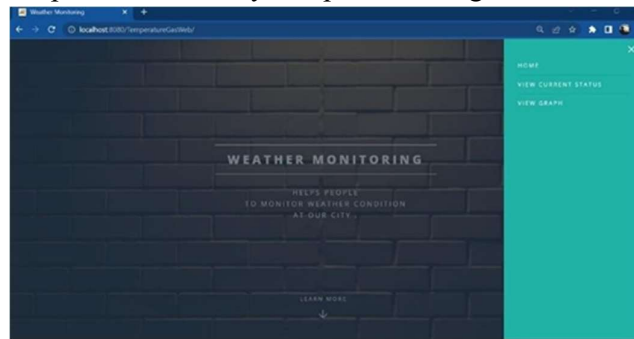 Weather Monitoring
localhost:8080/TemperatureGasWeb/
HOME
VIEW CURRENT STATUS
VIEW GRAPH
WEATHER MONITORING
HELPS PEOPLE
TO MONITOR WEATHER CONDITION
AT OUR CITY.
LEARN MORE